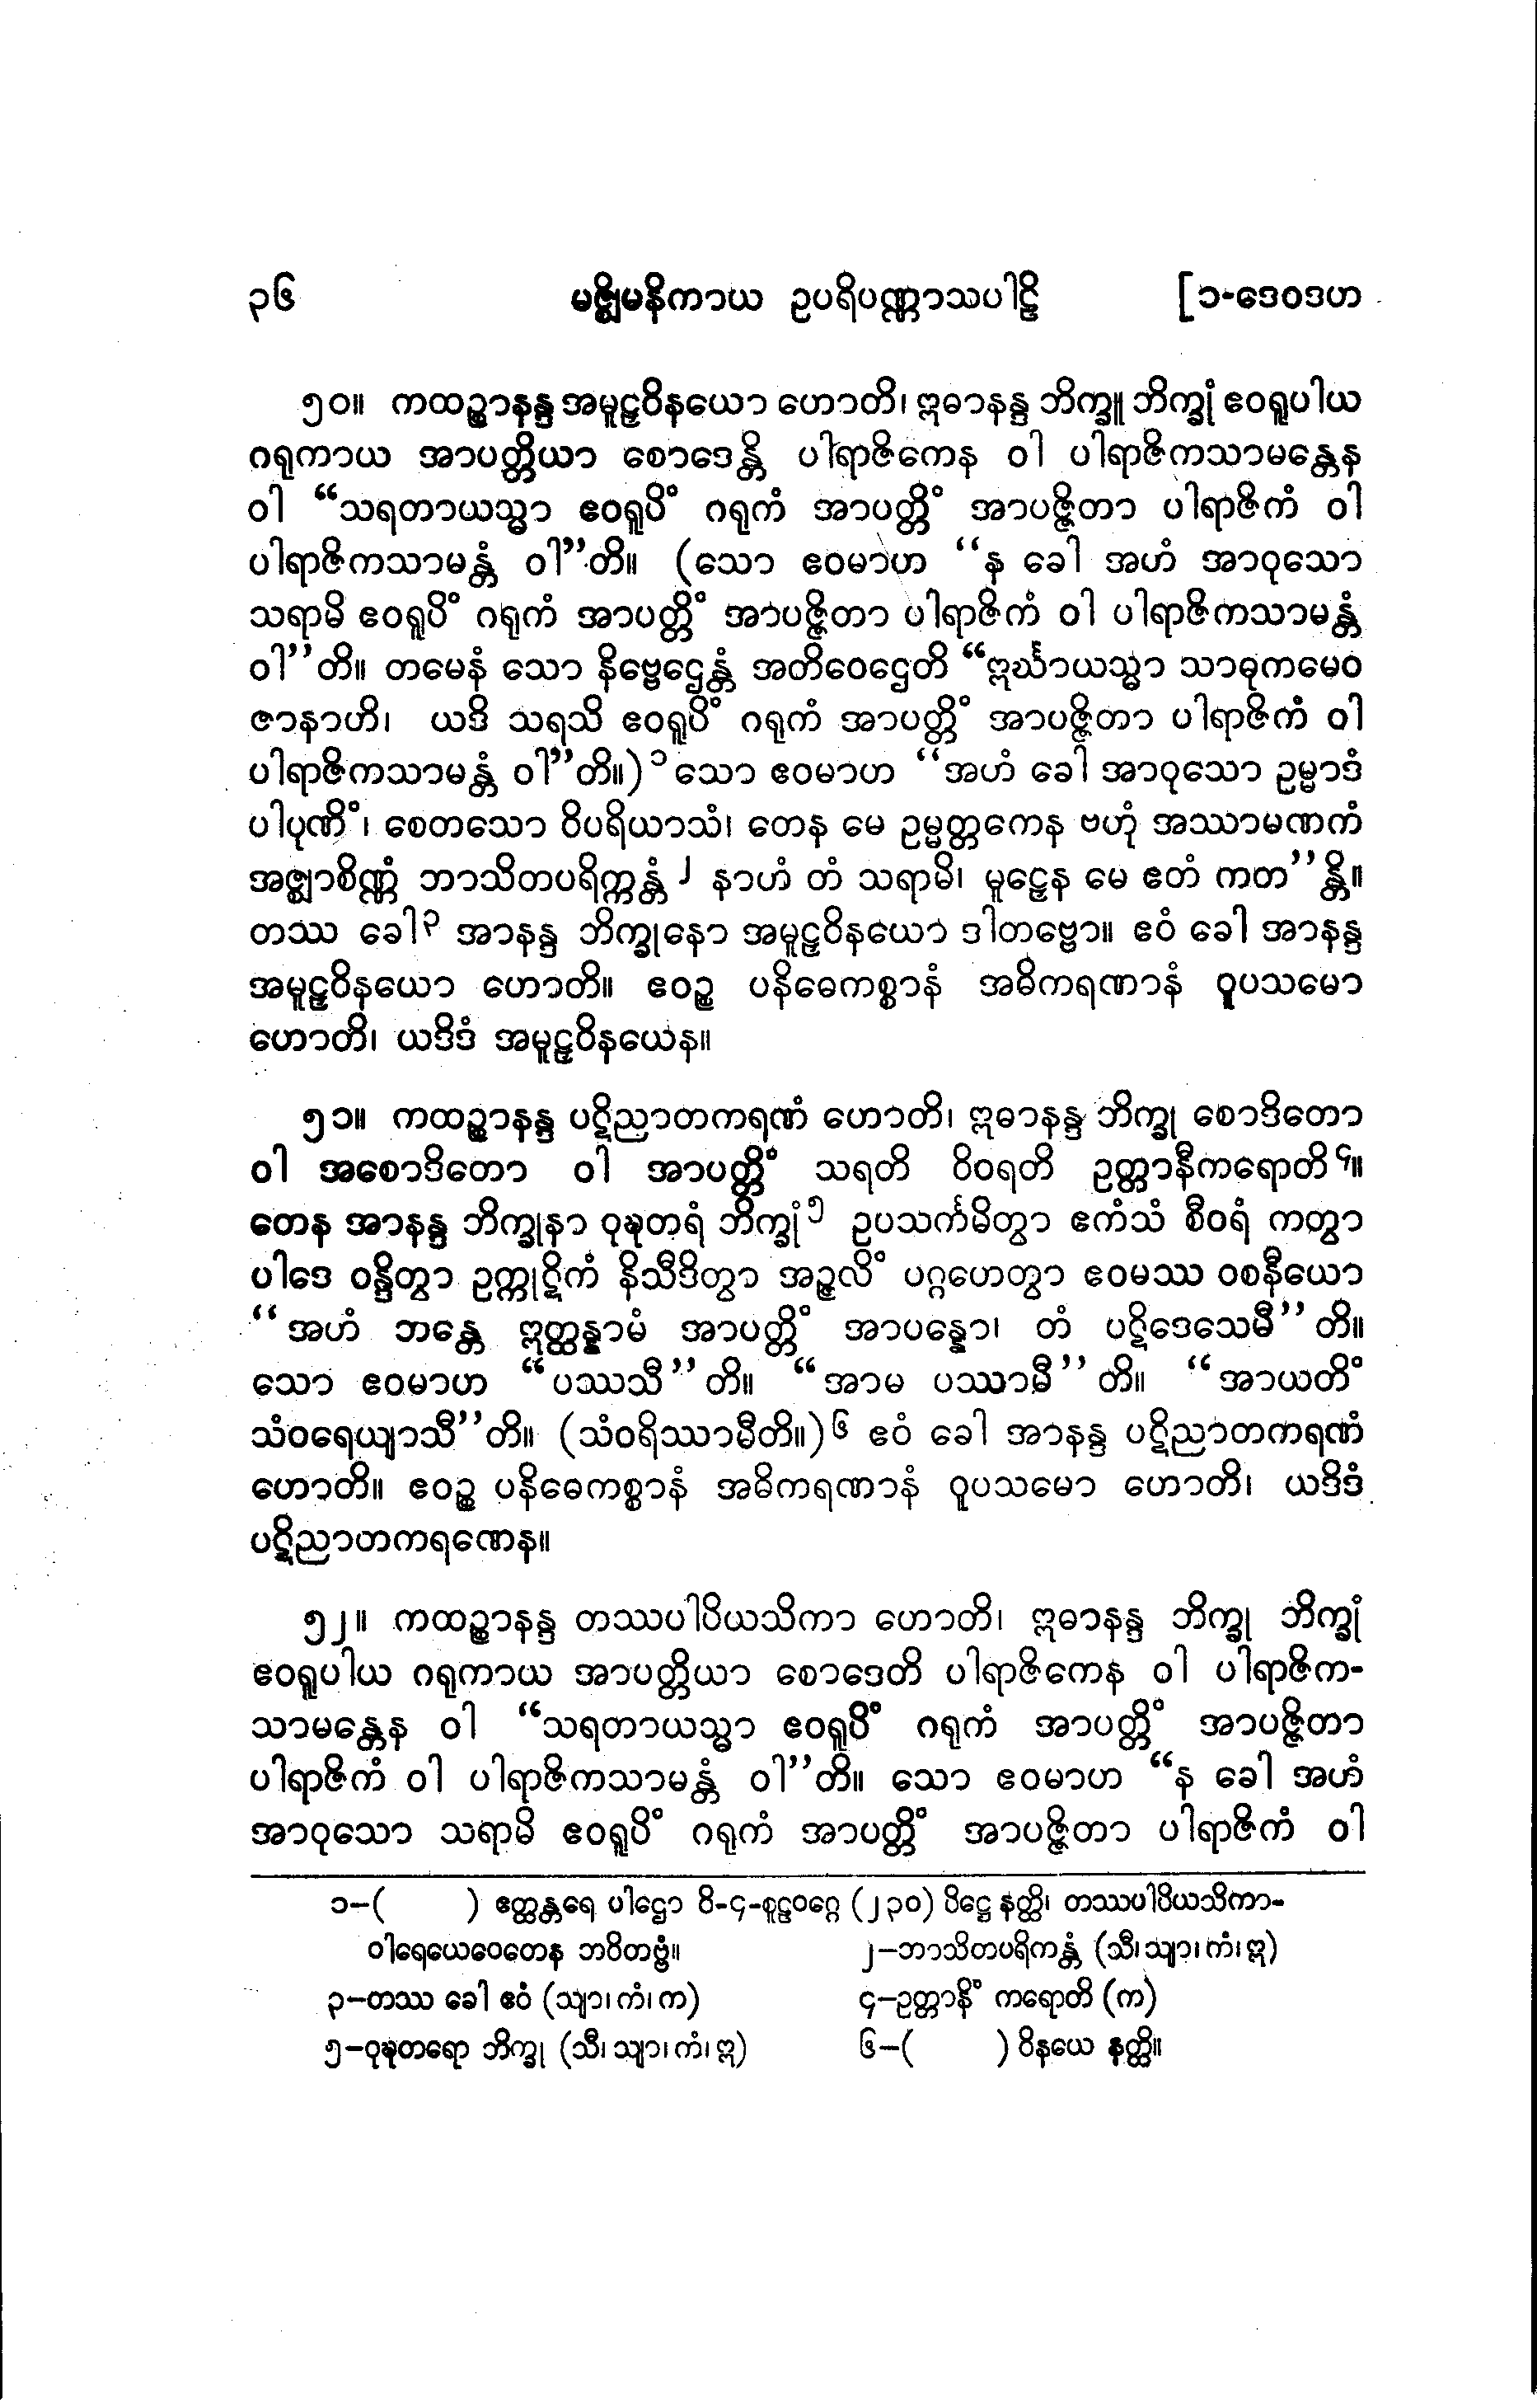 ၃၆ မဇ္ဈိမနိကာယ ဥပရိပဏ္ဏာသပါဠိ [၁-ဒေဝဒဟ
၅၀။ ကထဉ္စာနန္ဒ အမူဠှဝိနယော ဟောတိ၊ ဣဓာနန္ဒ ဘိက္ခူ ဘိက္ခုံ ဧဝရူပါယ
ဂရုကာယ အာပတ္တိယာ စောဒေန္တိ ပါရာဇိကေန ဝါ ပါရာဇိကသာမန္တေန
ဝါ “သရတာယသ္မာ ဧဝရူပိံ ဂရုကံ အာပတ္တိံ အာပဇ္ဇိတာ ပါရာဇိကံ ဝါ
ပါရာဇိကသာမန္တံ ဝါ”တိ။ (သော ဧဝမာဟ “န ခေါ အဟံ အာဝုသော
သရာမိ ဧဝရူပိံ ဂရုကံ အာပတ္တိံ အာပဇ္ဇိတာ ပါရာဇိကံ ဝါ ပါရာဇိကသာမန္တံ
ဝါ”တိ။ တမေနံ သော နိဗ္ဗေဌေန္တံ အတိဝေဌေတိ “ဣင်္ဃာယသ္မာ သာဓုကမေဝ
ဇာနာဟိ၊ ယဒိ သရသိ ဧဝရူပိံ ဂရုကံ အာပတ္တိံ အာပဇ္ဇိတာ ပါရာဇိကံ ဝါ
ပါရာဇိကသာမန္တံ ဝါ”တိ။)၁ သော ဧဝမာဟ “အဟံ ခေါ အာဝုသော ဥမ္မာဒံ
ပါပုဏိံ၊ စေတသော ဝိပရိယာသံ၊ တေန မေ ဥမ္မတ္တကေန ဗဟုံ အဿာမဏကံ
အဇ္ဈာစိဏ္ဏံ ဘာသိတပရိက္ကန္တံ၂ နာဟံ တံ သရာမိ၊ မူဠှေန မေ ဧတံ ကတ”န္တိ။
တဿ ခေါ၃ အာနန္ဒ ဘိက္ခုနော အမူဠှဝိနယော ဒါတဗ္ဗော။ ဧဝံ ခေါ အာနန္ဒ
အမူဠှဝိနယော ဟောတိ။ ဧဝဉ္စ ပနိဓေကစ္စာနံ အဓိကရဏာနံ ဝူပသမော
ဟောတိ၊ ယဒိဒံ အမူဠှဝိနယေန။
၅၁။ ကထဉ္စာနန္ဒ ပဋိညာတကရဏံ ဟောတိ၊ ဣဓာနန္ဒ ဘိက္ခု စောဒိတော
ဝါ အစောဒိတော ဝါ အာပတ္တိံ သရတိ ဝိဝရတိ ဥတ္တာနီကရောတိ၄။
တေန အာနန္ဒ ဘိက္ခုနာ ဝုဍ္ဎတရံ ဘိက္ခုံ၅ ဥပသင်္ကမိတွာ ဧကံသံ စီဝရံ ကတွာ
ပါဒေ ဝန္ဒိတွာ ဥက္ကုဋိကံ နိသီဒိတွာ အဉ္ဇလိံ ပဂ္ဂဟေတွာ ဧဝမဿ ဝစနီယော
“အဟံ ဘန္တေ ဣတ္ထန္နာမံ အာပတ္တိံ အာပန္နော၊ တံ ပဋိဒေသေမီ”တိ။
သော ဧဝမာဟ “ပဿသီ”တိ။ “အာမ ပဿာမီ”တိ။ “အာယတိံ
သံဝရေယျာသီ”တိ။ (သံဝရိဿာမီတိ။)၆ ဧဝံ ခေါ အာနန္ဒ ပဋိညာတကရဏံ
ဟောတိ။ ဧဝဉ္စ ပနိဓေကစ္စာနံ အဓိကရဏာနံ ဝူပသမော ဟောတိ၊ ယဒိဒံ
ပဋိညာတကရဏေန။
၅၂။ ကထဉ္စာနန္ဒ တဿပါပိယသိကာ ဟောတိ၊ ဣဓာနန္ဒ ဘိက္ခု ဘိက္ခုံ
ဧဝရူပါယ ဂရုကာယ အာပတ္တိယာ စောဒေတိ ပါရာဇိကေန ဝါ ပါရာဇိက-
သာမန္တေန ဝါ “သရတာယသ္မာ ဧဝရူပိံ ဂရုကံ အာပတ္တိံ အာပဇ္ဇိတာ
ပါရာဇိကံ ဝါ ပါရာဇိကသာမန္တံ ဝါ”တိ။ သော ဧဝမာဟ “န ခေါ အဟံ
အာဝုသော သရာမိ ဧဝရူပိံ ဂရုကံ အာပတ္တိံ အာပဇ္ဇိတာ ပါရာဇိကံ ဝါ
၁–( ) ဧတ္ထန္တရေ ပါဌော ဝိ-၄-စူဠဝဂ္ဂေ (၂၃၀) ပိဋ္ဌေ နတ္ထိ၊ တဿပါပိယသိကာ-
ဝါရေယေဝေတေန ဘဝိတဗ္ဗံ။ ၂–ဘာသိတပရိကန္တံ (သီ၊ သျာ၊ ကံ၊ ဣ)
၃–တဿ ခေါ ဧဝံ (သျာ၊ ကံ၊ က) ၄–ဥတ္တာနိံ ကရောတိ (က)
၅–ဝုဍ္ဎတရော ဘိက္ခု (သီ၊ သျာ၊ ကံ၊ ဣ) ၆–( ) ဝိနယေ နတ္ထိ။